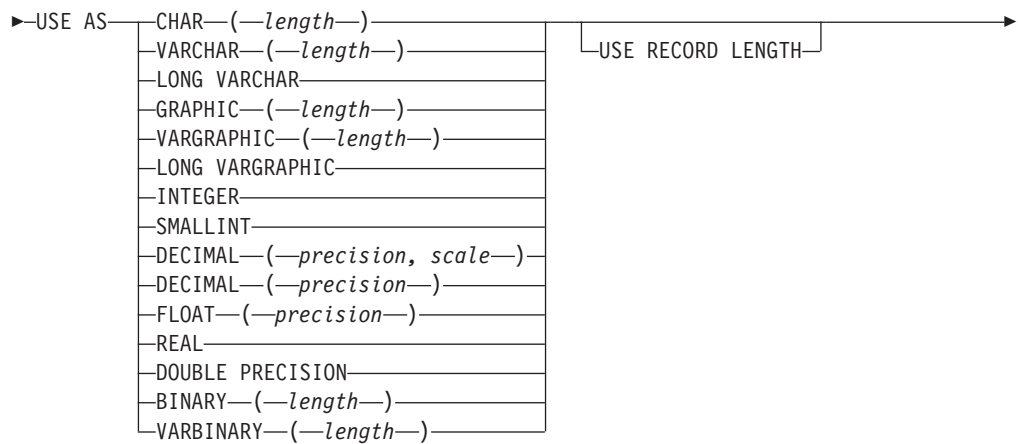 USE AS CHAR (length)
USE RECORD LENGTH
VARCHAR (length)
LONG VARCHAR
GRAPHIC (length)
VARGRAPHIC (length)
LONG VARGRAPHIC
INTEGER
SMALLINT
DECIMAL (precision, scale)
DECIMAL (precision)
FLOAT (precision)
REAL
DOUBLE PRECISION
BINARY (length)
VARBINARY (length)